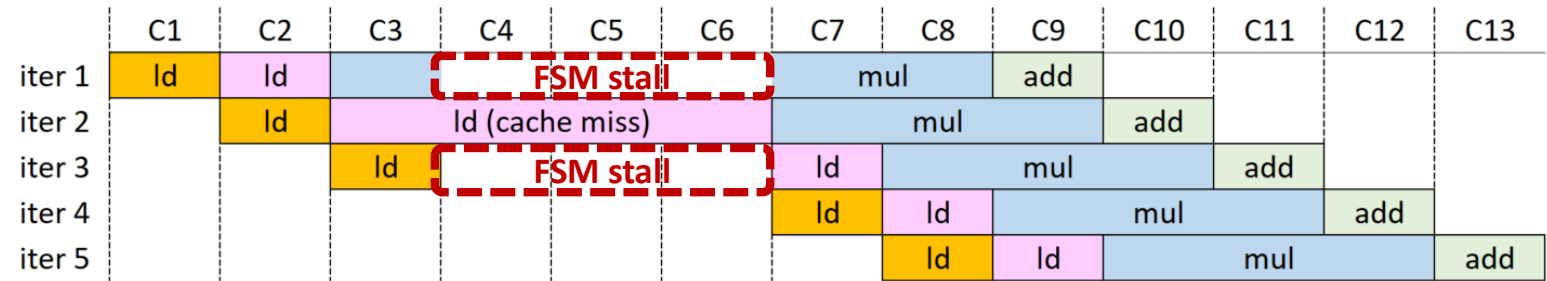 C1 C2 C3 C4 C5 C6 C7 C8 C9 C10 C11 C12 C13
iter 1 ld ld FSM stall mul add
iter 2 ld ld (cache miss) mul add
iter 3 ld FSM stall ld mul add
iter 4 ld ld mul add
iter 5 ld ld mul add